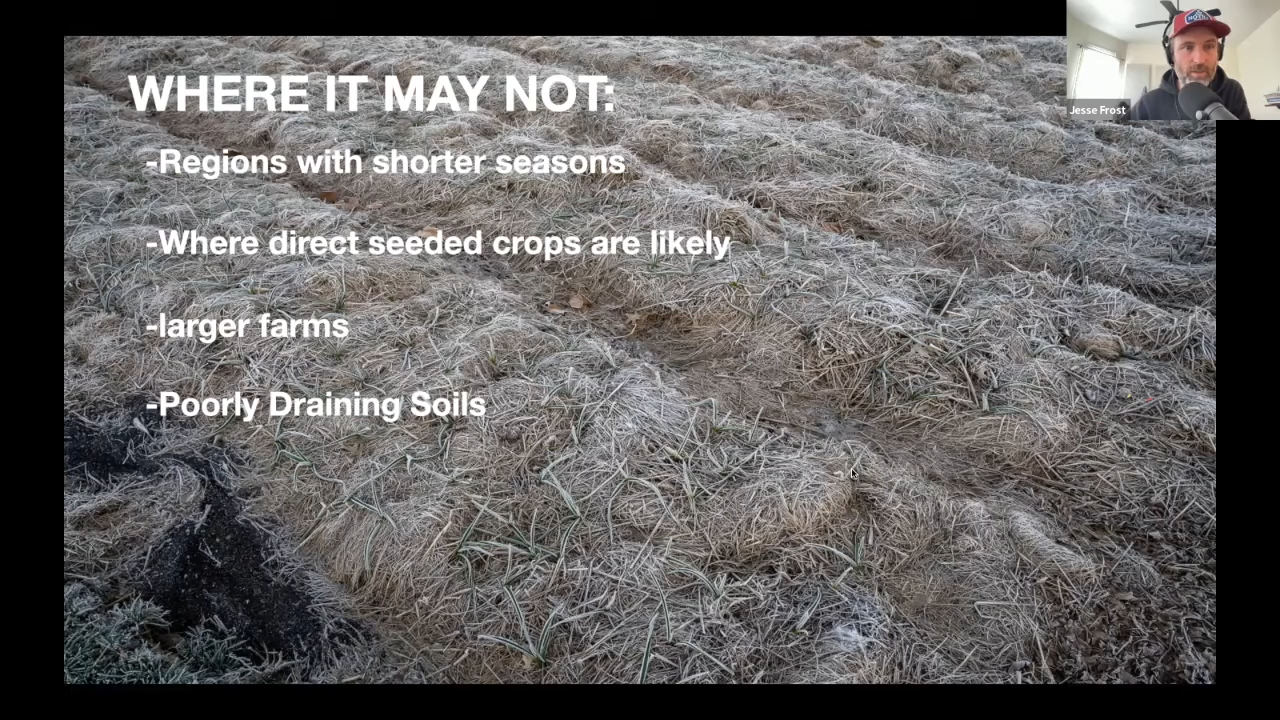 WHERE IT MAY NOT:
-Regions with shorter seasons
-Where direct seeded crops are likely
-larger farms
-Poorly Draining Soils
Jesse Frost